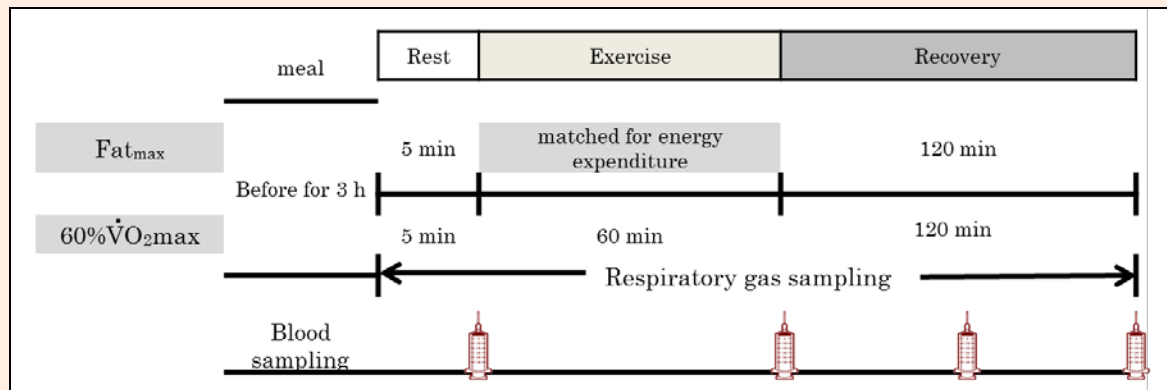 meal
Rest
Exercise
Recovery
Fatmax
Before for 3 h
5 min
matched for energy
expenditure
120 min
60%V̇O₂max
5 min
60 min
120 min
Respiratory gas sampling
Blood
sampling